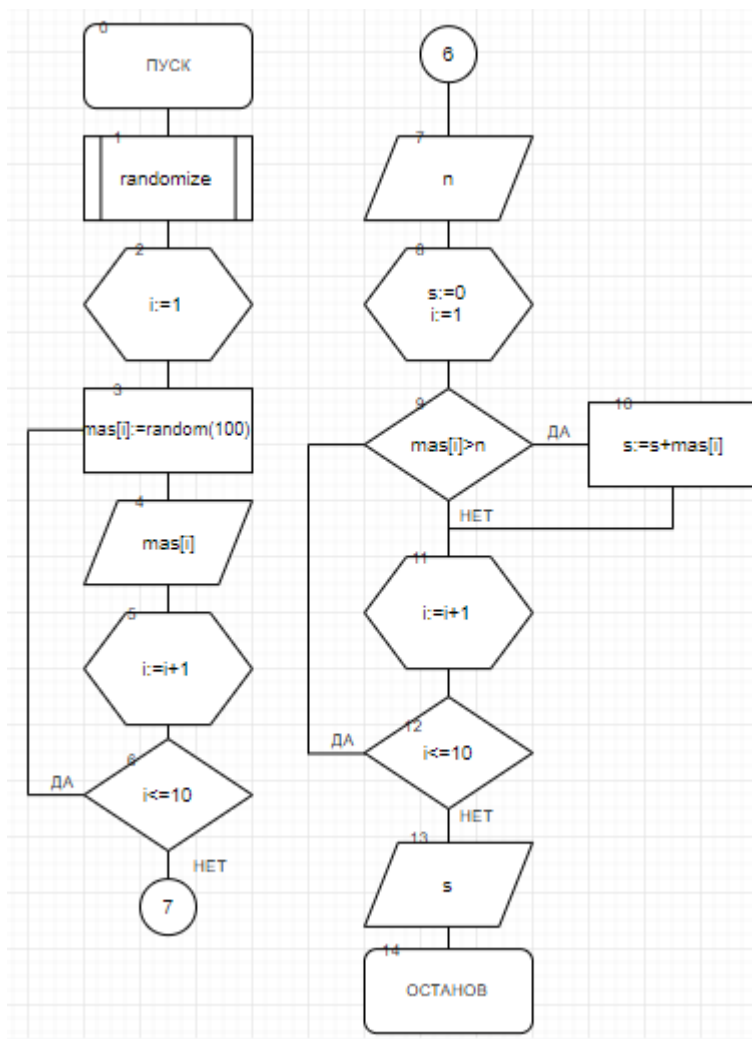 0
ПУСК
1
randomize
2
i:=1
3
mas[i]:=random(100)
4
mas[i]
5
i:=i+1
6
i<=10
ДА
НЕТ
7
6
7
n
8
s:=0
i:=1
9
mas[i]>n
ДА
10
s:=s+mas[i]
НЕТ
11
i:=i+1
12
i<=10
ДА
НЕТ
13
s
14
ОСТАНОВ